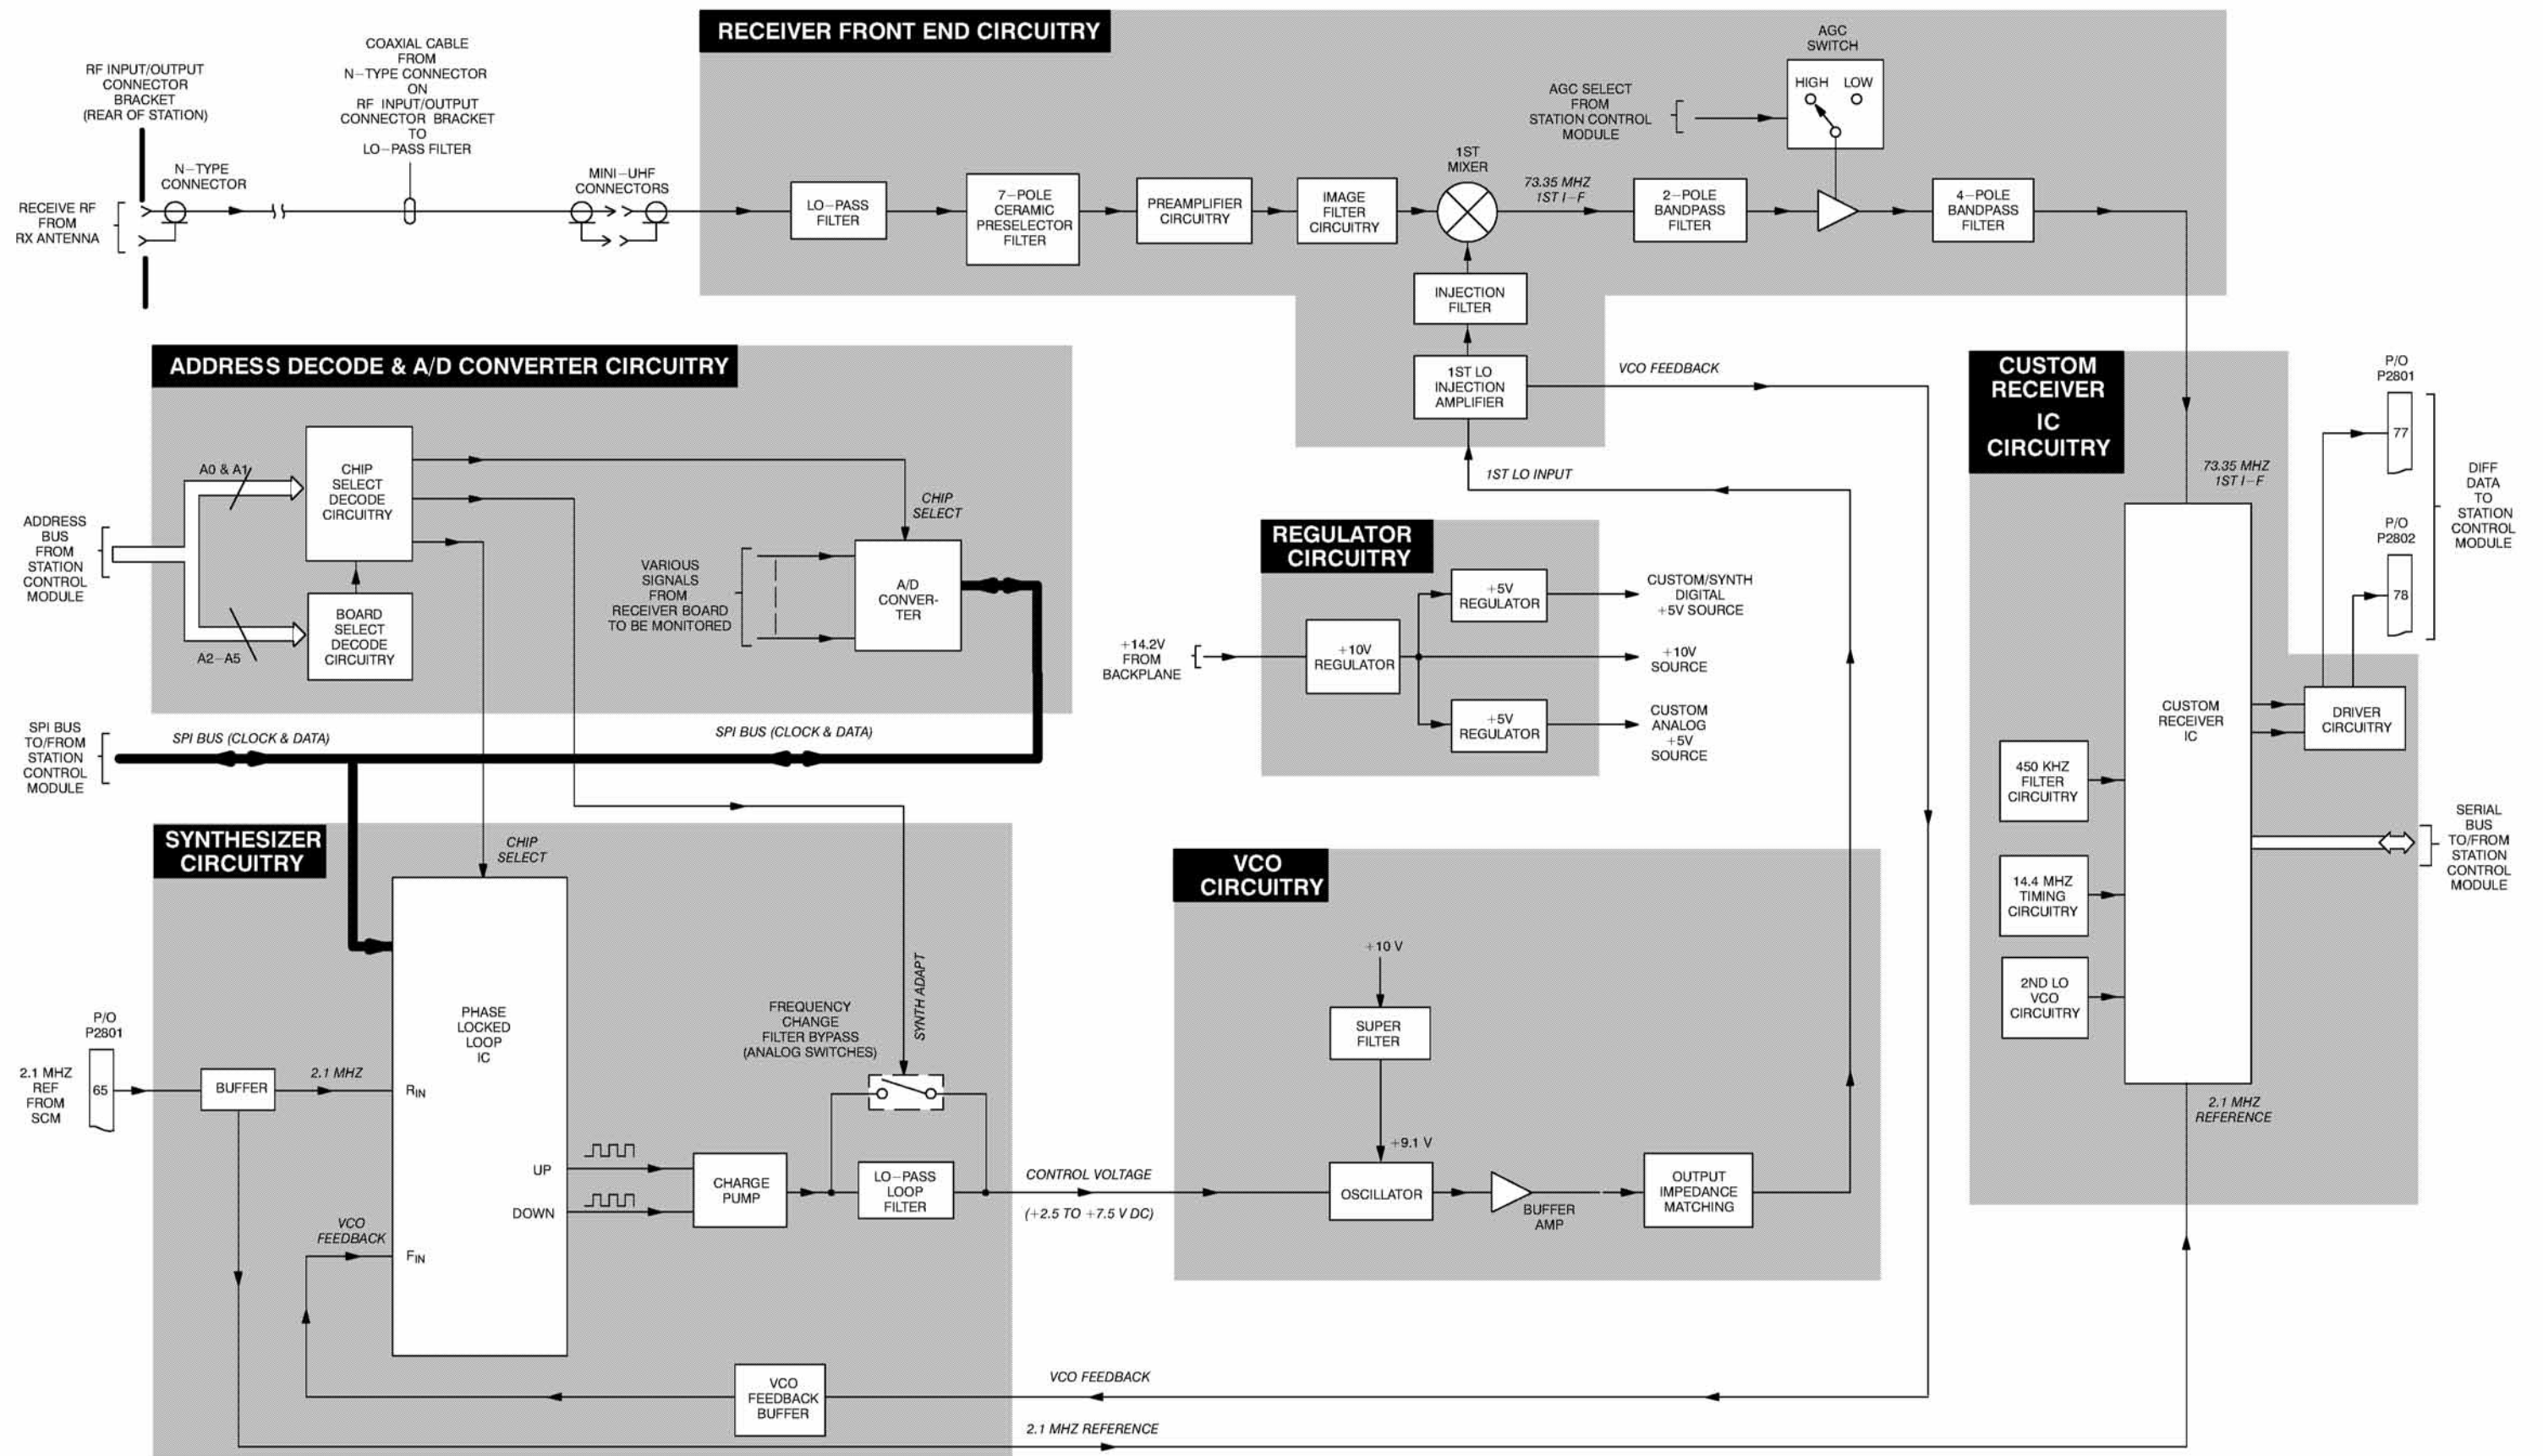 RECEIVER FRONT END CIRCUITRY
RF INPUT/OUTPUT
CONNECTOR
BRACKET
(REAR OF STATION)
COAXIAL CABLE
FROM
N-TYPE CONNECTOR
ON
RF INPUT/OUTPUT
CONNECTOR BRACKET
TO
LO-PASS FILTER
N-TYPE
CONNECTOR
MINI-UHF
CONNECTORS
RECEIVE RF
FROM
RX ANTENNA
LO-PASS
FILTER
7-POLE
CERAMIC
PRESELECTOR
FILTER
PREAMPLIFIER
CIRCUITRY
IMAGE
FILTER
CIRCUITRY
1ST
MIXER
73.35 MHZ
1ST I-F
2-POLE
BANDPASS
FILTER
AGC SELECT
FROM
STATION CONTROL
MODULE
AGC
SWITCH
HIGH LOW
4-POLE
BANDPASS
FILTER
INJECTION
FILTER
1ST LO
INJECTION
AMPLIFIER
VCO FEEDBACK
1ST LO INPUT
ADDRESS DECODE & A/D CONVERTER CIRCUITRY
ADDRESS
BUS
FROM
STATION
CONTROL
MODULE
A0 & A1
A2-A5
CHIP
SELECT
DECODE
CIRCUITRY
BOARD
SELECT
DECODE
CIRCUITRY
VARIOUS
SIGNALS
FROM
RECEIVER BOARD
TO BE MONITORED
CHIP
SELECT
A/D
CONVER-
TER
SPI BUS
TO/FROM
STATION
CONTROL
MODULE
SPI BUS (CLOCK & DATA)
SPI BUS (CLOCK & DATA)
REGULATOR
CIRCUITRY
+14.2V
FROM
BACKPLANE
+10V
REGULATOR
+5V
REGULATOR
+5V
REGULATOR
CUSTOM/SYNTH
DIGITAL
+5V SOURCE
+10V
SOURCE
CUSTOM
ANALOG
+5V
SOURCE
CUSTOM
RECEIVER
IC
CIRCUITRY
73.35 MHZ
1ST I-F
CUSTOM
RECEIVER
IC
450 KHZ
FILTER
CIRCUITRY
14.4 MHZ
TIMING
CIRCUITRY
2ND LO
VCO
CIRCUITRY
DRIVER
CIRCUITRY
P/O
P2801
77
P/O
P2802
78
DIFF
DATA
TO
STATION
CONTROL
MODULE
SERIAL
BUS
TO/FROM
STATION
CONTROL
MODULE
2.1 MHZ
REFERENCE
SYNTHESIZER
CIRCUITRY
CHIP
SELECT
P/O
P2801
2.1 MHZ
REF
FROM
SCM
65
BUFFER
2.1 MHZ
PHASE
LOCKED
LOOP
IC
RIN
UP
DOWN
FIN
VCO
FEEDBACK
CHARGE
PUMP
FREQUENCY
CHANGE
FILTER BYPASS
(ANALOG SWITCHES)
SYNTH ADAPT
LO-PASS
LOOP
FILTER
CONTROL VOLTAGE
(+2.5 TO +7.5 V DC)
VCO
FEEDBACK
BUFFER
VCO FEEDBACK
2.1 MHZ REFERENCE
VCO
CIRCUITRY
+10 V
SUPER
FILTER
+9.1 V
OSCILLATOR
BUFFER
AMP
OUTPUT
IMPEDANCE
MATCHING